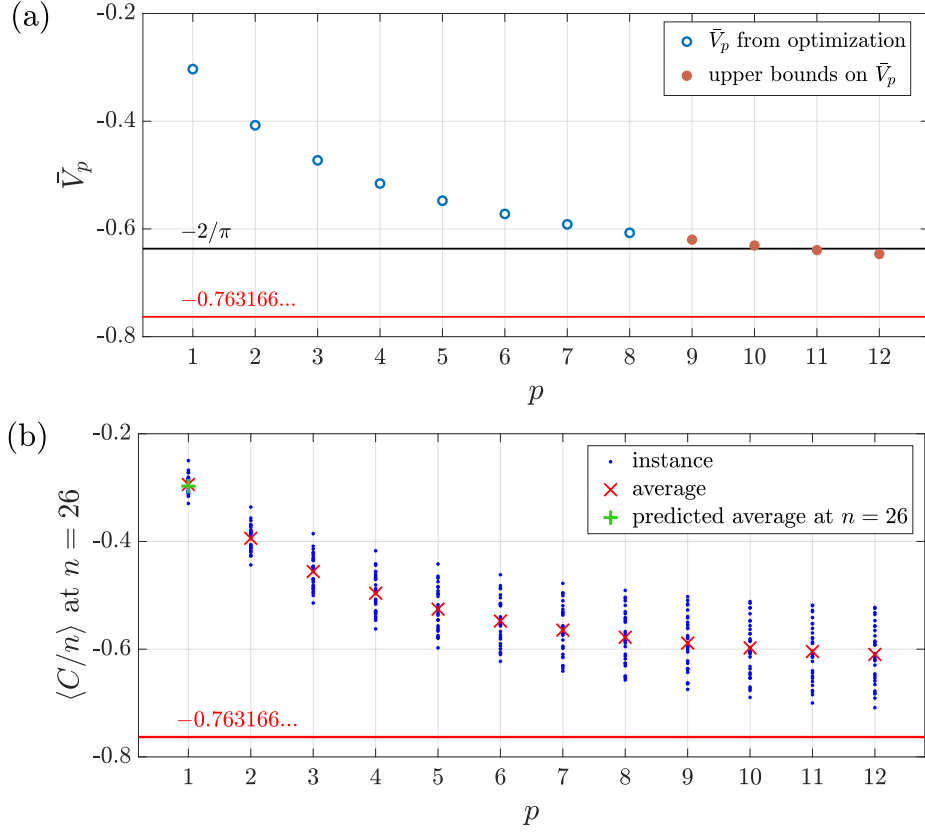 (a)
-0.2
-0.4
-0.6
-0.8
V̄ₚ
V̄ₚ from optimization
upper bounds on V̄ₚ
−2/π
−0.763166...
1 2 3 4 5 6 7 8 9 10 11 12
p
(b)
-0.2
-0.4
-0.6
-0.8
⟨C/n⟩ at n = 26
instance
average
predicted average at n = 26
−0.763166...
1 2 3 4 5 6 7 8 9 10 11 12
p